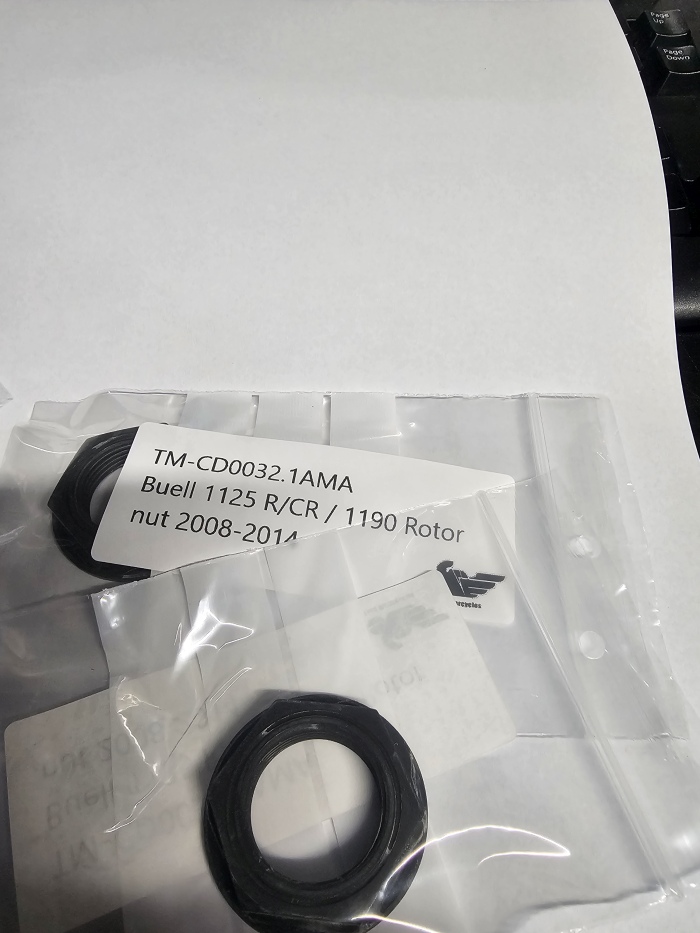 Page
Up
Page
Down
TM-CD0032.1AMA
Buell 1125 R/CR / 1190 Rotor
nut 2008-2014